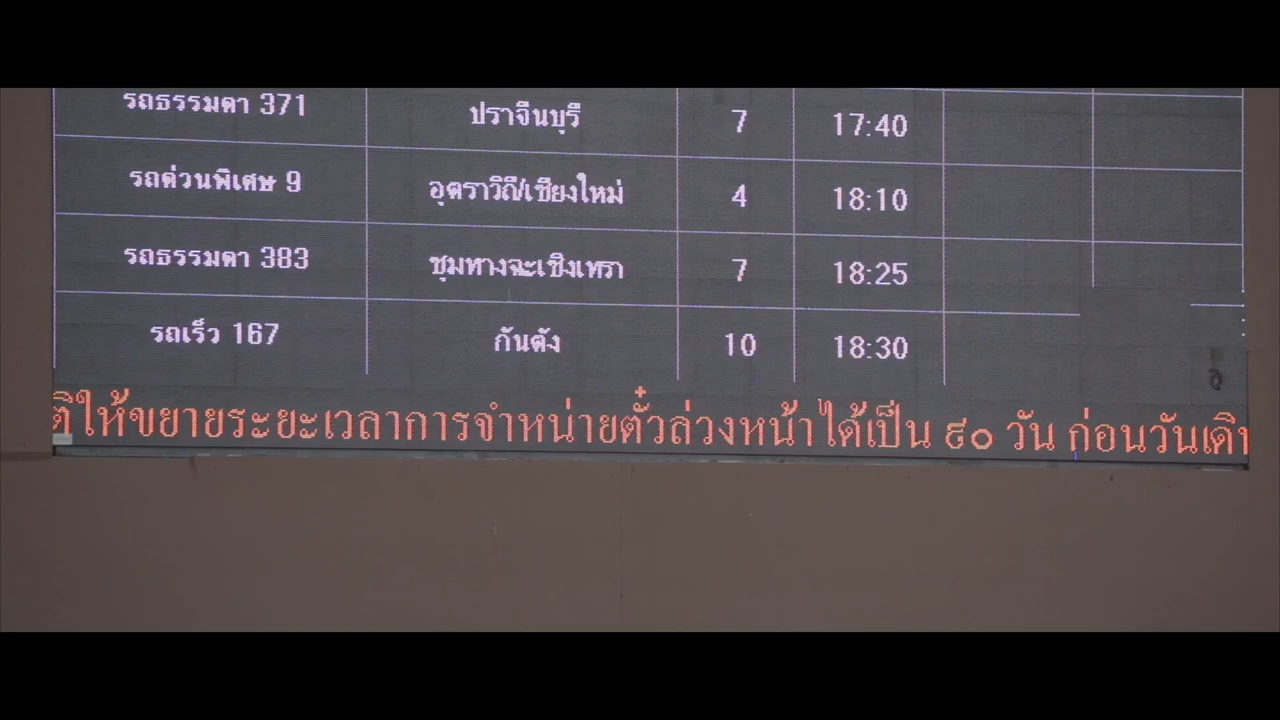 รถธรรมดา 371 ปราจีนบุรี 7 17:40
รถด่วนพิเศษ 9 อุตราวิถี/เชียงใหม่ 4 18:10
รถธรรมดา 383 ชุมทางฉะเชิงเทรา 7 18:25
รถเร็ว 167 กันตัง 10 18:30
ติให้ขยายระยะเวลาการจำหน่ายตั๋วล่วงหน้าได้เป็น ๙๐ วัน ก่อนวันเดิน